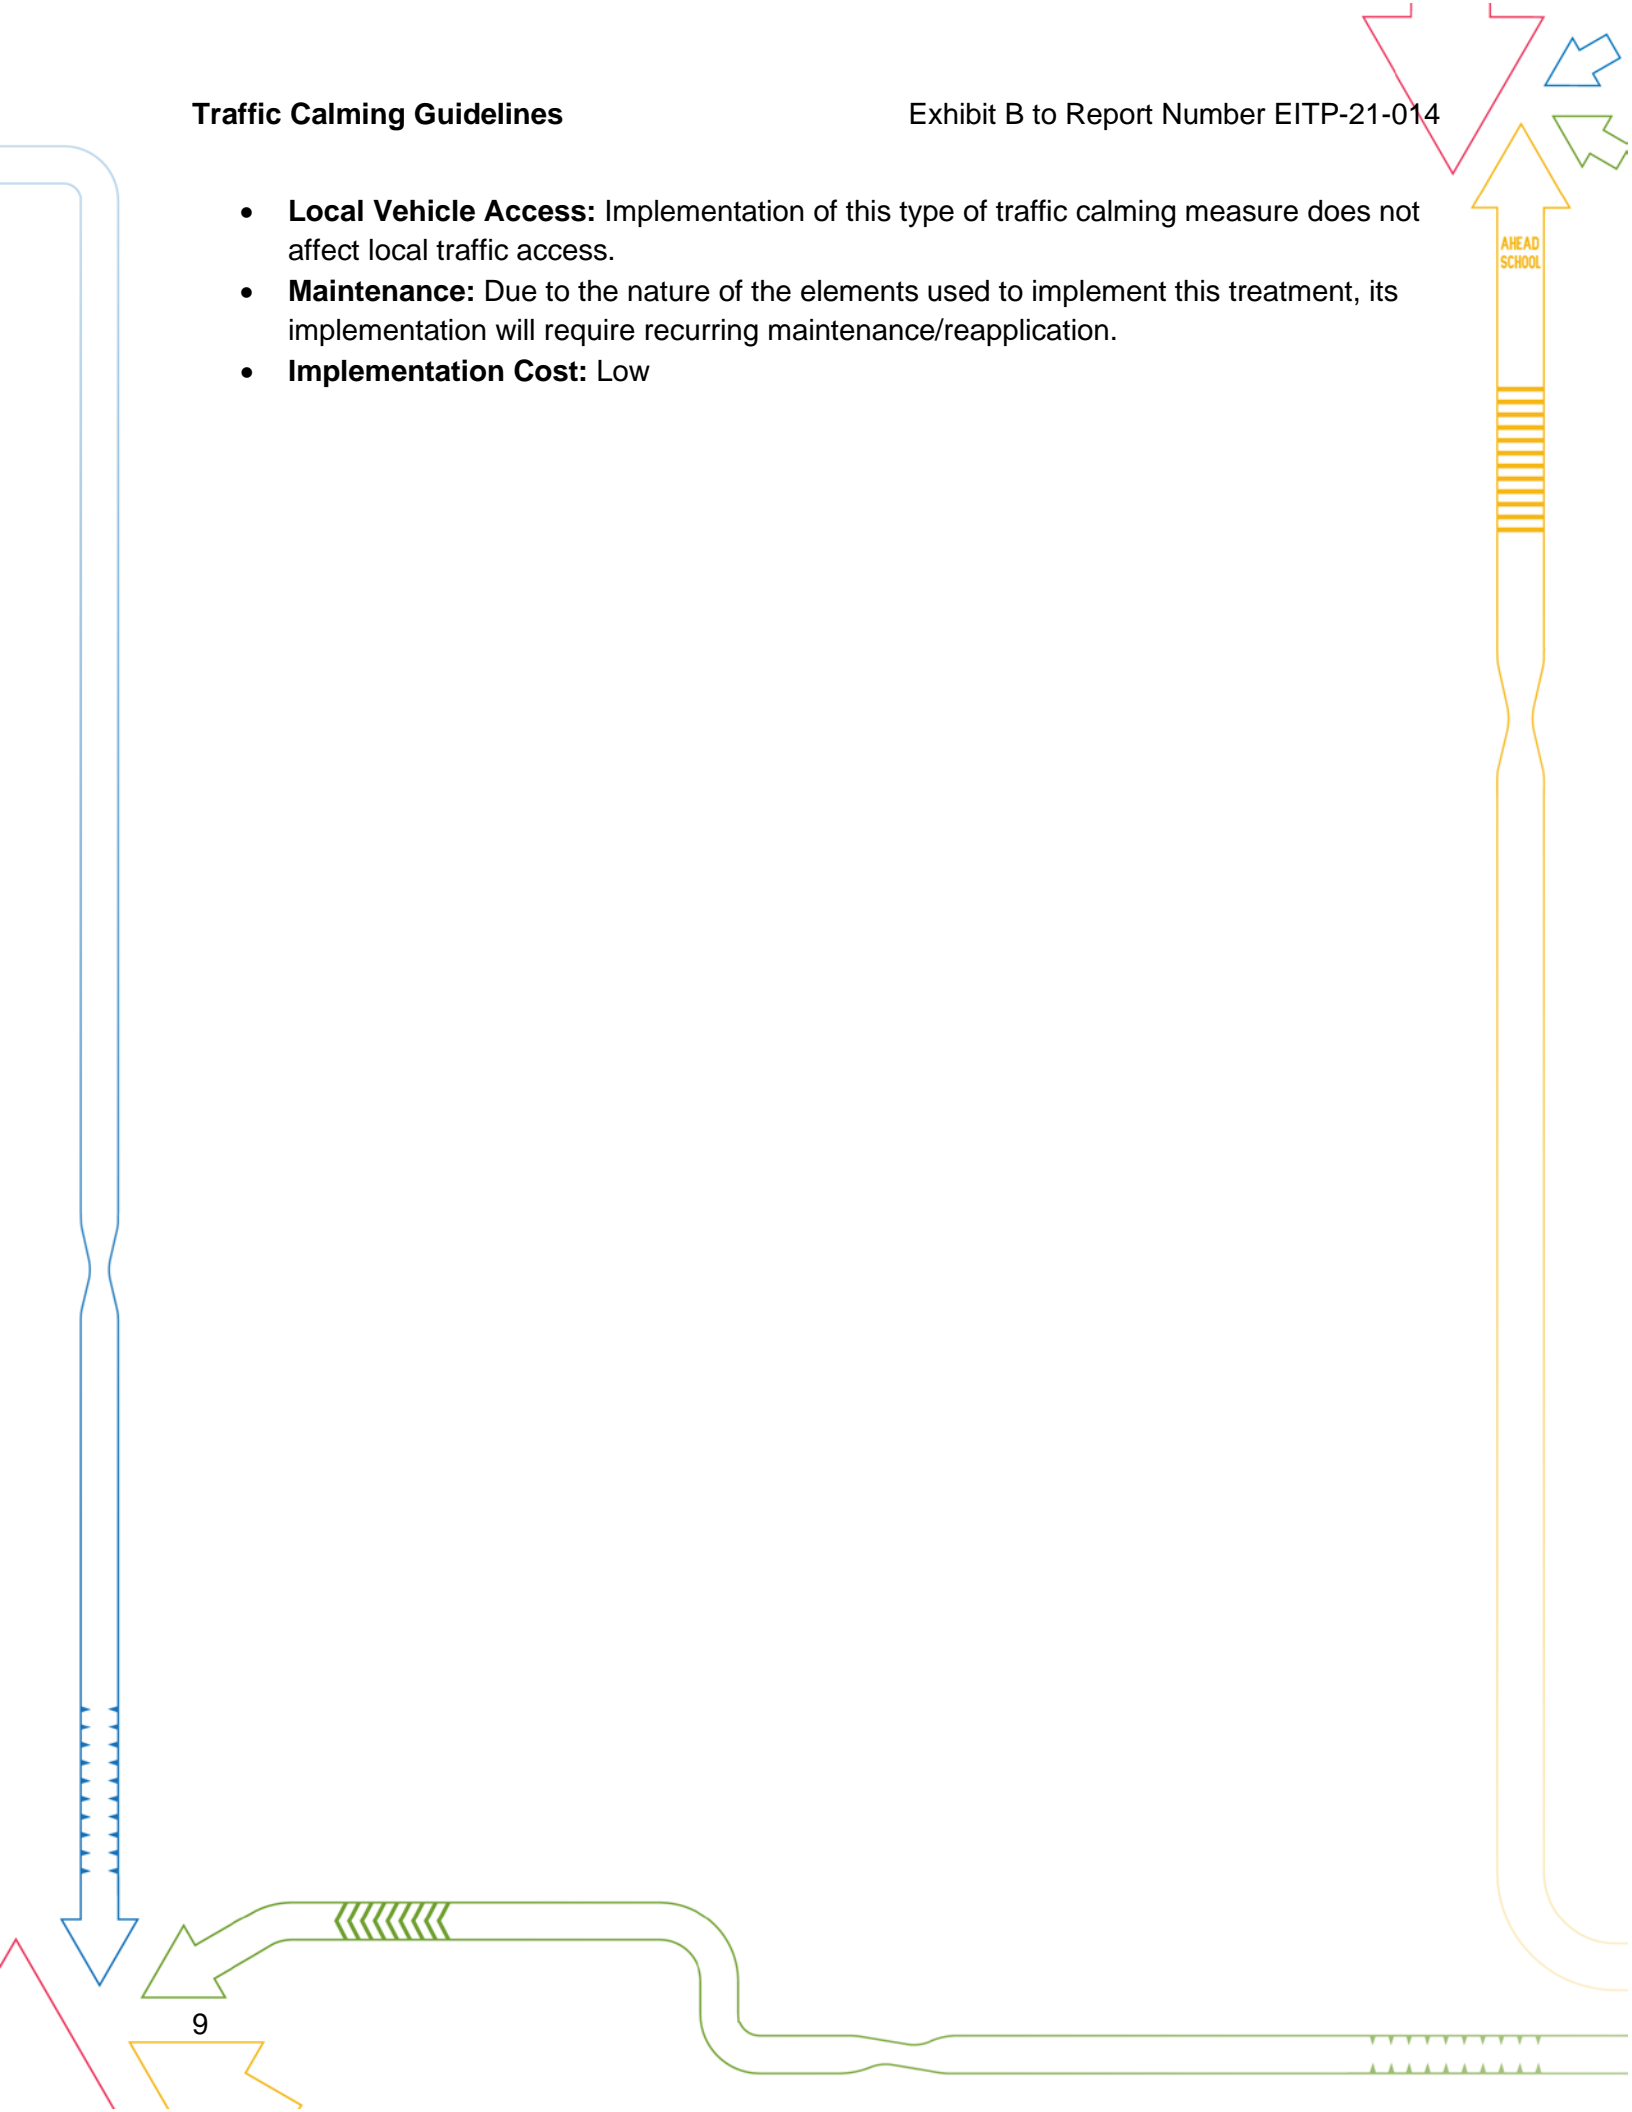 Traffic Calming Guidelines Exhibit B to Report Number EITP-21-014
• Local Vehicle Access: Implementation of this type of traffic calming measure does not
affect local traffic access.
• Maintenance: Due to the nature of the elements used to implement this treatment, its
implementation will require recurring maintenance/reapplication.
• Implementation Cost: Low
AHEAD
SCHOOL
9